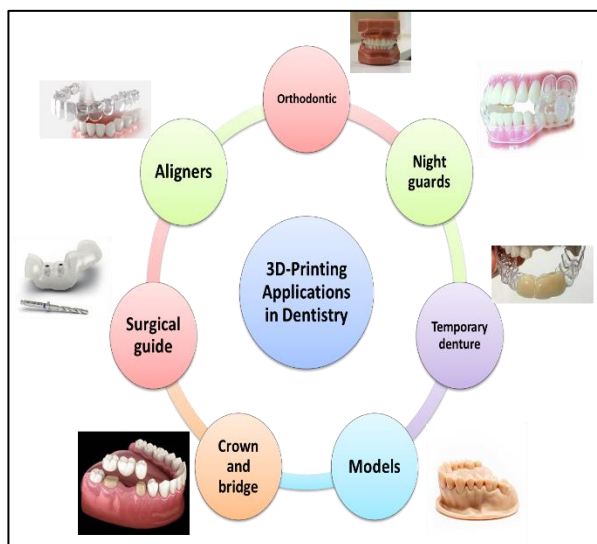 Orthodontic
Night
guards
Temporary
denture
Models
Crown
and
bridge
Surgical
guide
Aligners
3D-Printing
Applications
in Dentistry